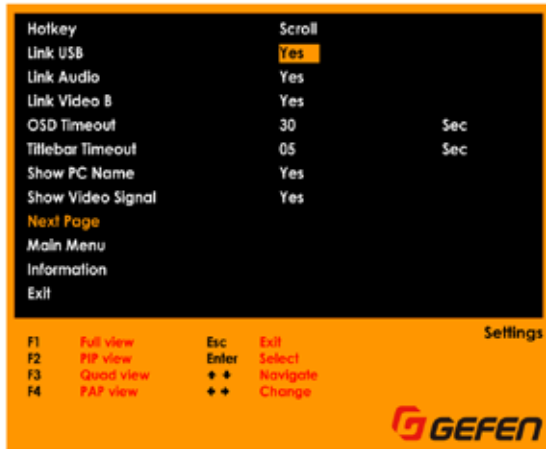 Hotkey Scroll
Link USB Yes
Link Audio Yes
Link Video B Yes
OSD Timeout 30 Sec
Titlebar Timeout 05 Sec
Show PC Name Yes
Show Video Signal Yes
Next Page
Main Menu
Information
Exit
Settings
F1 Full view Esc Exit
F2 PIP view Enter Select
F3 Quad view Navigate
F4 PAP view Change
GEFEN